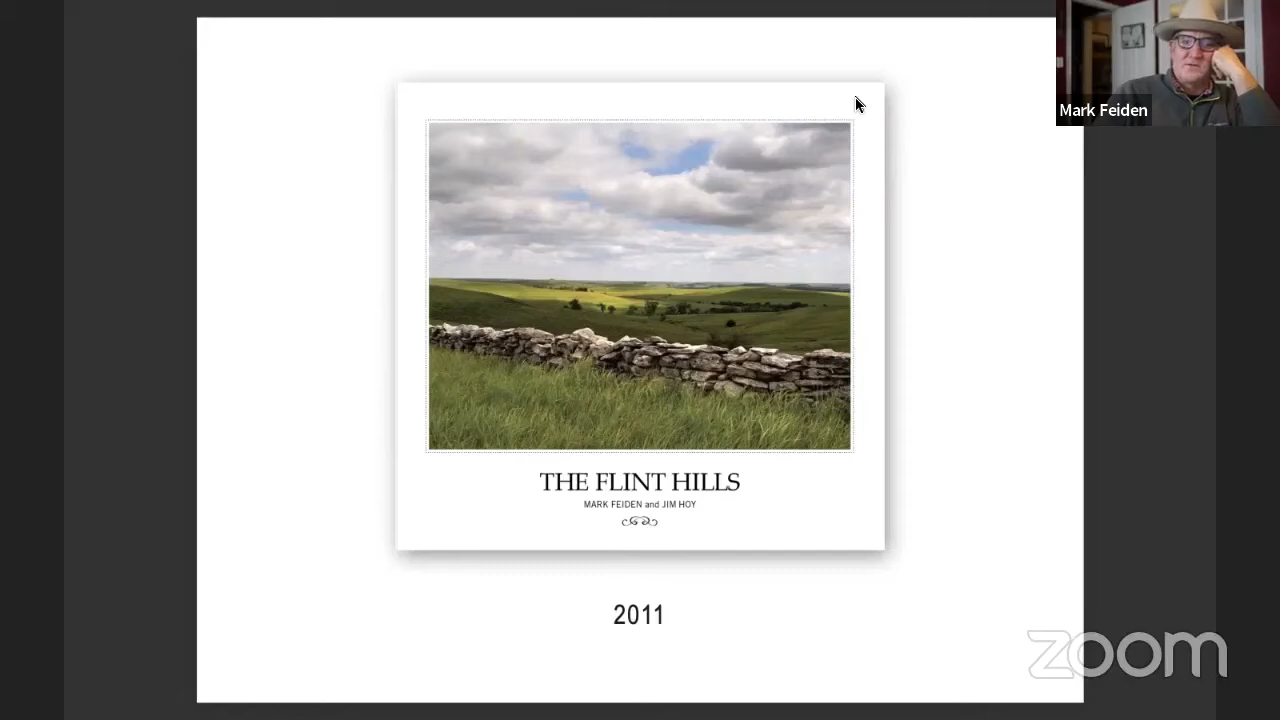 Mark Feiden
THE FLINT HILLS
MARK FEIDEN and JIM HOY
2011
zoom